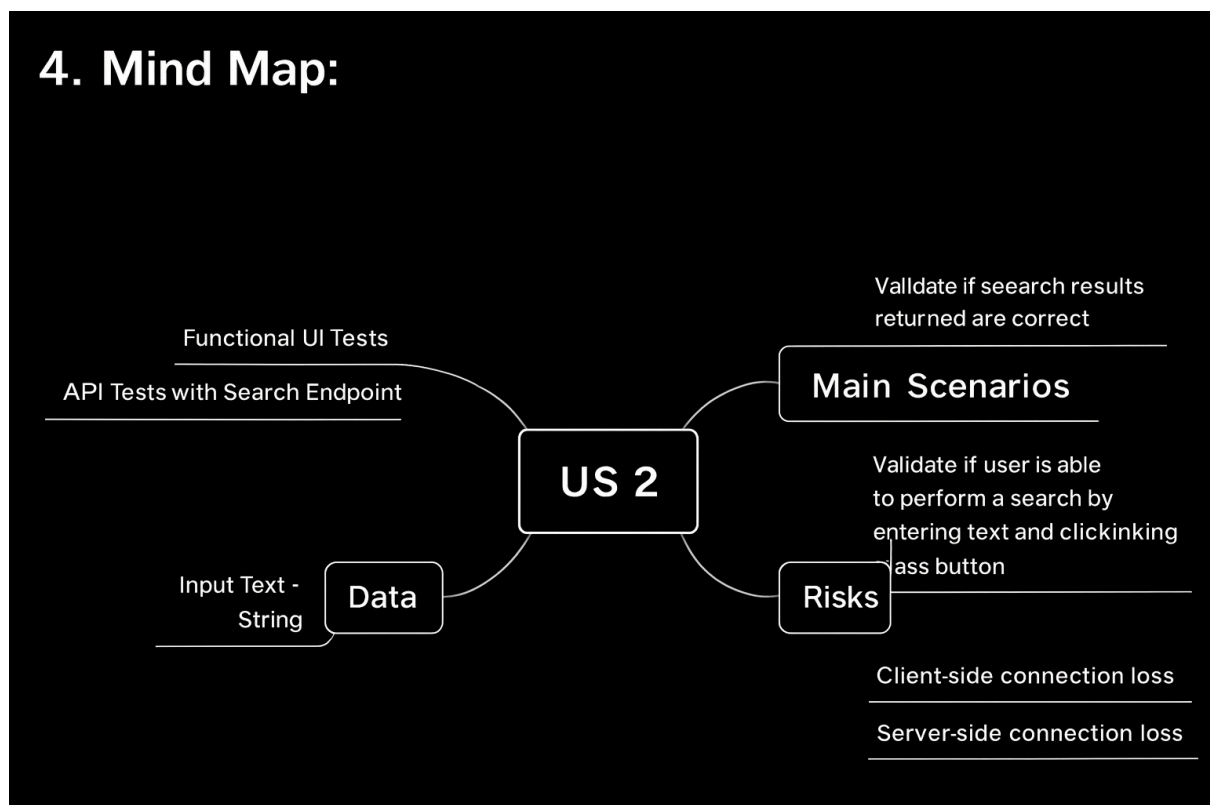 4. Mind Map:
Functional UI Tests
API Tests with Search Endpoint
US 2
Data
Input Text -
String
Valldate if seearch results
returned are correct
Main Scenarios
Validate if user is able
to perform a search by
entering text and clickinking
button
Risks
Client-side connection loss
Server-side connection loss